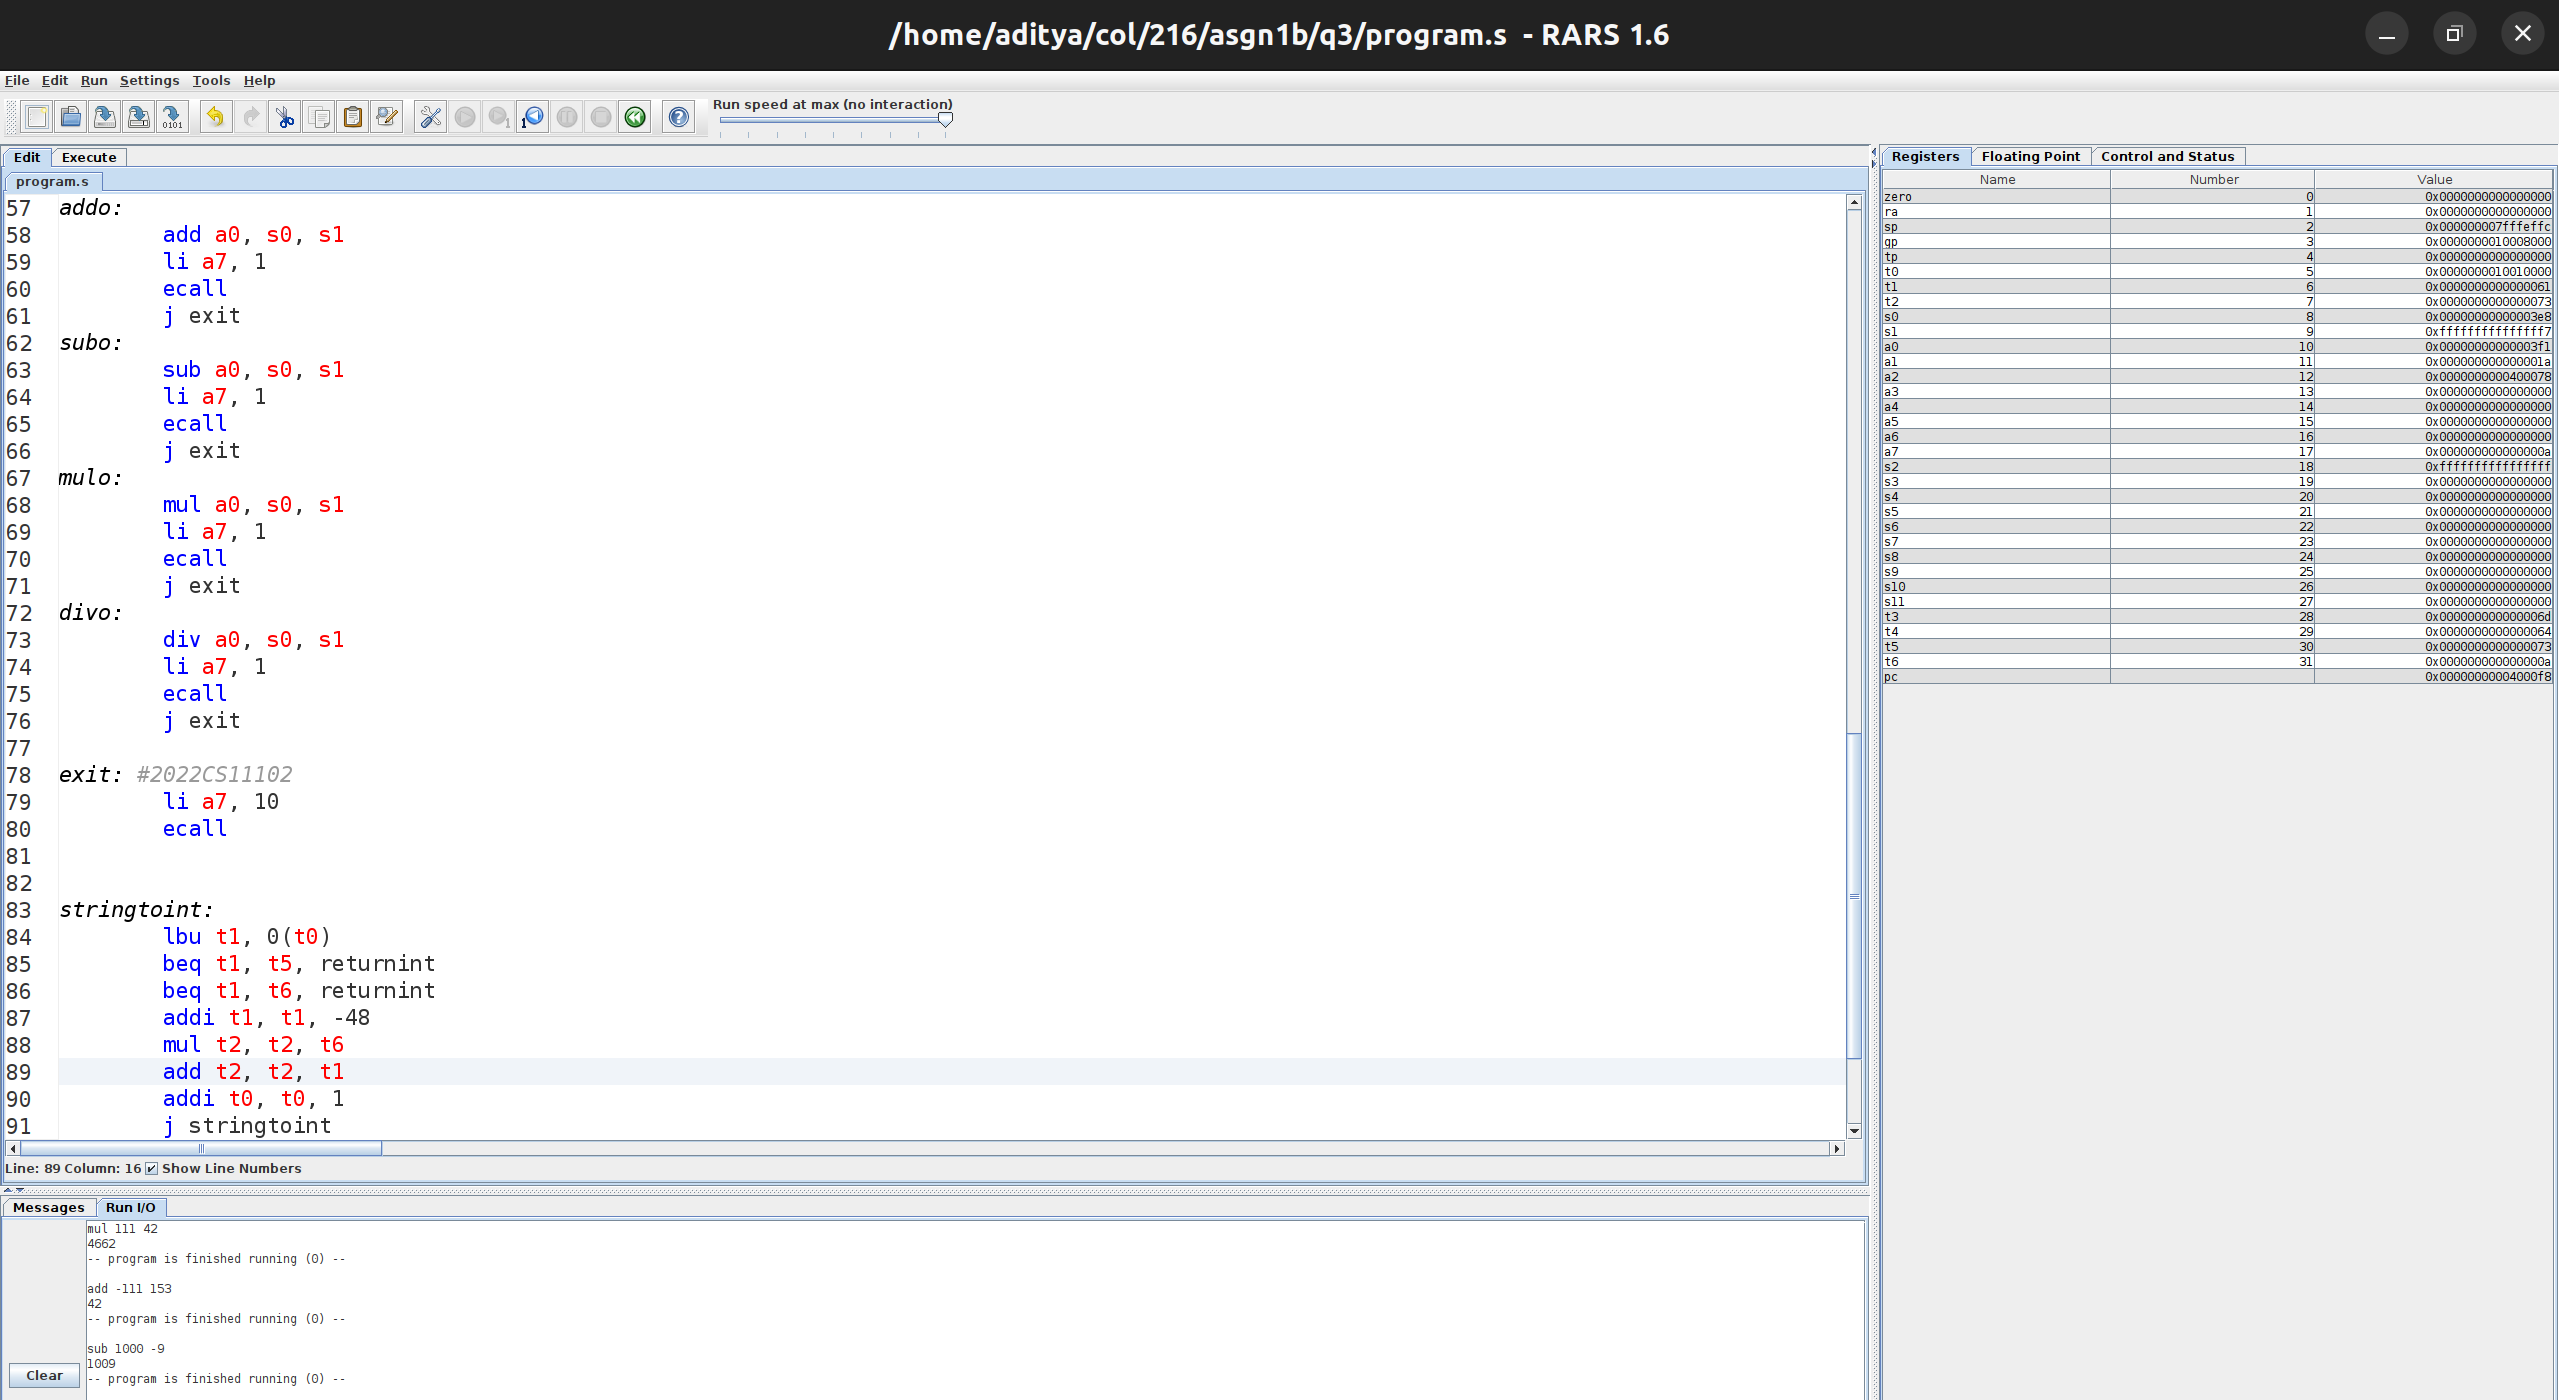 /home/aditya/col/216/asgn1b/q3/program.s - RARS 1.6
File Edit Run Settings Tools Help
Run speed at max (no interaction)
Edit Execute
program.s
57 addo:
58 add a0, s0, s1
59 li a7, 1
60 ecall
61 j exit
62 subo:
63 sub a0, s0, s1
64 li a7, 1
65 ecall
66 j exit
67 mulo:
68 mul a0, s0, s1
69 li a7, 1
70 ecall
71 j exit
72 divo:
73 div a0, s0, s1
74 li a7, 1
75 ecall
76 j exit
77
78 exit: #2022CS11102
79 li a7, 10
80 ecall
81
82
83 stringtoint:
84 lbu t1, 0(t0)
85 beq t1, t5, returnint
86 beq t1, t6, returnint
87 addi t1, t1, -48
88 mul t2, t2, t6
89 add t2, t2, t1
90 addi t0, t0, 1
91 j stringtoint
Line: 89 Column: 16 Show Line Numbers
Messages Run I/O
mul 111 42
4662
-- program is finished running (0) --
add -111 153
42
-- program is finished running (0) --
sub 1000 -9
1009
-- program is finished running (0) --
Clear
Registers Floating Point Control and Status
Name Number Value
zero 0 0x0000000000000000
ra 1 0x0000000000000000
sp 2 0x000000007fffeffc
gp 3 0x0000000010008000
tp 4 0x0000000000000000
t0 5 0x0000000010010000
t1 6 0x0000000000000061
t2 7 0x0000000000000073
s0 8 0x00000000000003e8
s1 9 0xfffffffffffffff7
a0 10 0x00000000000003f1
a1 11 0x000000000000001a
a2 12 0x0000000000400078
a3 13 0x0000000000000000
a4 14 0x0000000000000000
a5 15 0x0000000000000000
a6 16 0x0000000000000000
a7 17 0x000000000000000a
s2 18 0xffffffffffffffff
s3 19 0x0000000000000000
s4 20 0x0000000000000000
s5 21 0x0000000000000000
s6 22 0x0000000000000000
s7 23 0x0000000000000000
s8 24 0x0000000000000000
s9 25 0x0000000000000000
s10 26 0x0000000000000000
s11 27 0x0000000000000000
t3 28 0x000000000000006d
t4 29 0x0000000000000064
t5 30 0x0000000000000073
t6 31 0x000000000000000a
pc 0x00000000004000f8